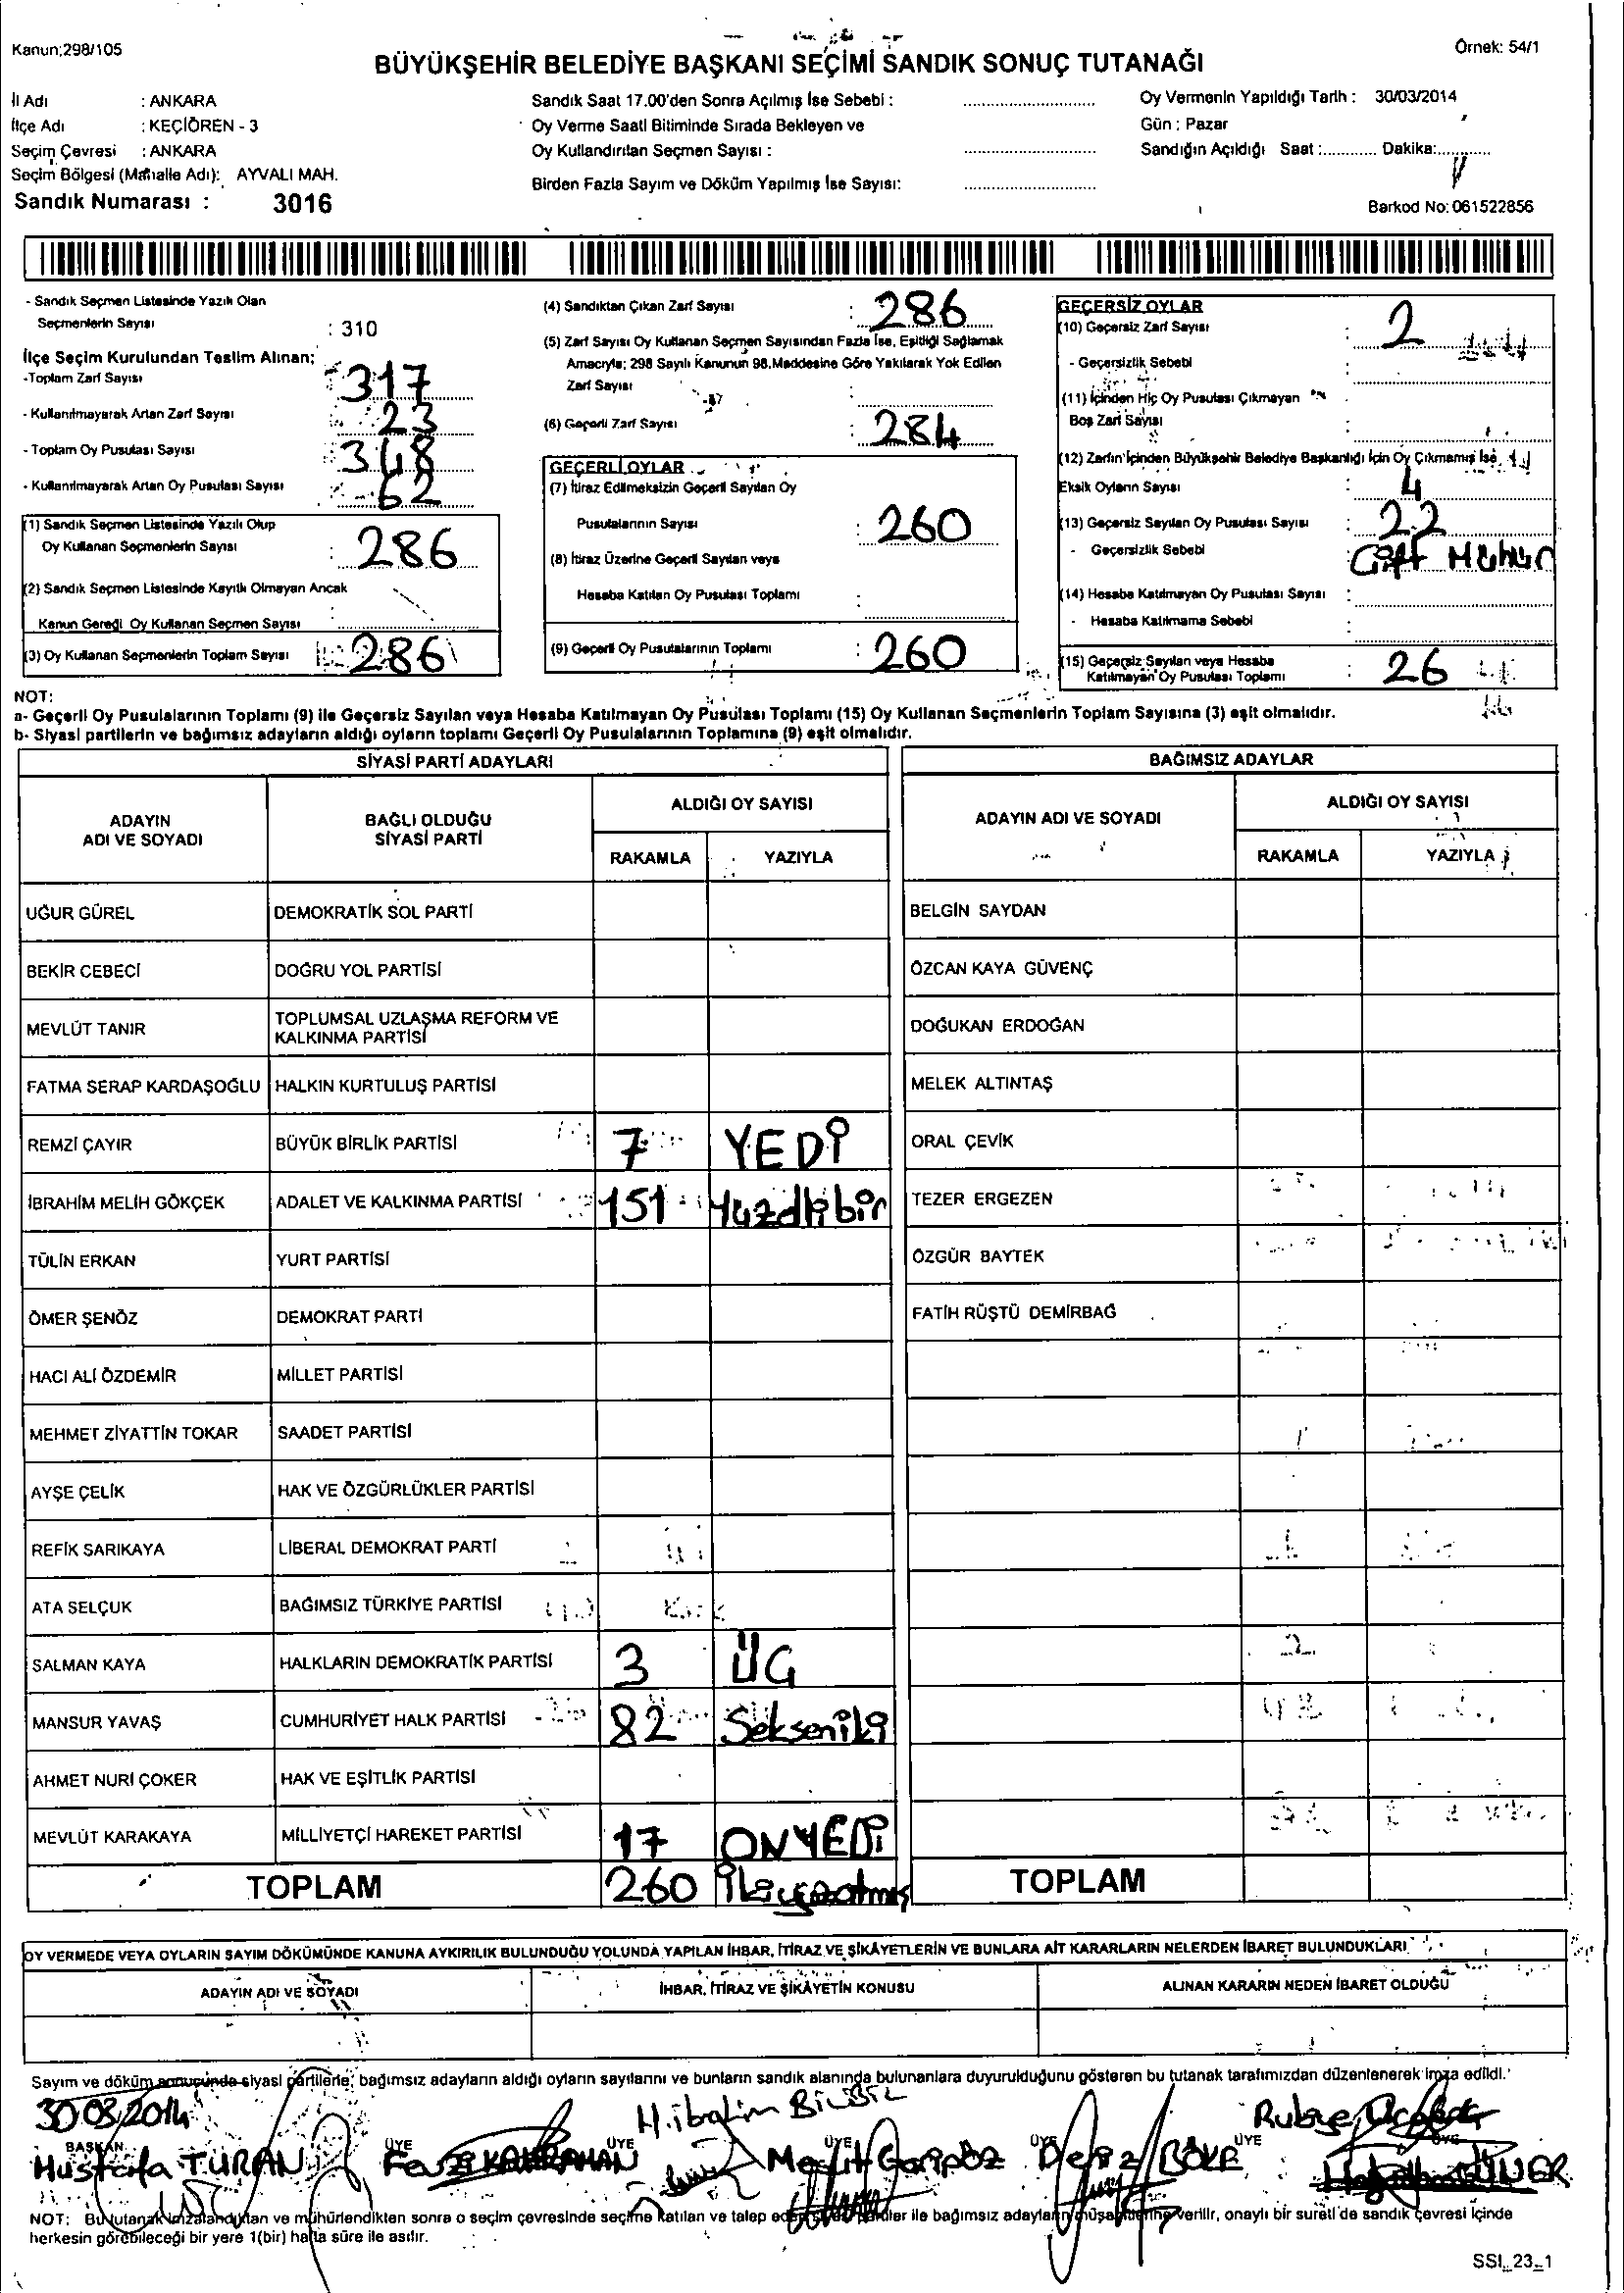 Kanun;298/105
Örnek: 54/1
BÜYÜKŞEHİR BELEDİYE BAŞKANI SEÇİMİ SANDIK SONUÇ TUTANAĞI
İl Adı : ANKARA
İlçe Adı : KEÇİÖREN - 3
Seçim Çevresi : ANKARA
Seçim Bölgesi (Mahalle Adı): AYVALI MAH.
Sandık Numarası : 3016
Sandık Saat 17.00'den Sonra Açılmış İse Sebebi :
Oy Verme Saati Bitiminde Sırada Bekleyen ve
Oy Kullandırılan Seçmen Sayısı :
Birden Fazla Sayım ve Döküm Yapılmış İse Sayısı:
Oy Vermenin Yapıldığı Tarih : 30/03/2014
Gün : Pazar
Sandığın Açıldığı Saat :............ Dakika:............
Barkod No: 061522856
- Sandık Seçmen Listesinde Yazılı Olan
Seçmenlerin Sayısı : 310
İlçe Seçim Kurulundan Teslim Alınan;
-Toplam Zarf Sayısı : 317
- Kullanılmayarak Artan Zarf Sayısı : 23
- Toplam Oy Pusulası Sayısı : 348
- Kullanılmayarak Artan Oy Pusulası Sayısı : 62
(1) Sandık Seçmen Listesinde Yazılı Olup
Oy Kullanan Seçmenlerin Sayısı : 286
(2) Sandık Seçmen Listesinde Kayıtlı Olmayan Ancak
Kanun Gereği Oy Kullanan Seçmen Sayısı :
(3) Oy Kullanan Seçmenlerin Toplam Sayısı : 286
(4) Sandıktan Çıkan Zarf Sayısı : 286
(5) Zarf Sayısı Oy Kullanan Seçmen Sayısından Fazla İse, Eşitliği Sağlamak
Amacıyla; 298 Sayılı Kanunun 98.Maddesine Göre Yakılarak Yok Edilen
Zarf Sayısı
(6) Geçerli Zarf Sayısı : 284
GEÇERLİ OYLAR
(7) İtiraz Edilmeksizin Geçerli Sayılan Oy
Pusulalarının Sayısı : 260
(8) İtiraz Üzerine Geçerli Sayılan veya
Hesaba Katılan Oy Pusulası Toplamı :
(9) Geçerli Oy Pusulalarının Toplamı : 260
GEÇERSİZ OYLAR
(10) Geçersiz Zarf Sayısı : 2
- Geçersizlik Sebebi :
(11) İçinden Hiç Oy Pusulası Çıkmayan
Boş Zarf Sayısı :
(12) Zarfın İçinden Büyükşehir Belediye Başkanlığı İçin Oy Çıkmamış İse
Eksik Oyların Sayısı : 4
(13) Geçersiz Sayılan Oy Pusulası Sayısı : 22
- Geçersizlik Sebebi : Çift Mühür
(14) Hesaba Katılmayan Oy Pusulası Sayısı :
- Hesaba Katılmama Sebebi :
(15) Geçersiz Sayılan veya Hesaba
Katılmayan Oy Pusulası Toplamı : 26
NOT:
a- Geçerli Oy Pusulalarının Toplamı (9) ile Geçersiz Sayılan veya Hesaba Katılmayan Oy Pusulası Toplamı (15) Oy Kullanan Seçmenlerin Toplam Sayısına (3) eşit olmalıdır.
b- Siyasi partilerin ve bağımsız adayların aldığı oyların toplamı Geçerli Oy Pusulalarının Toplamına (9) eşit olmalıdır.
SİYASİ PARTİ ADAYLARI
ADAYIN
ADI VE SOYADI
BAĞLI OLDUĞU
SİYASİ PARTİ
ALDIĞI OY SAYISI
RAKAMLA YAZIYLA
UĞUR GÜREL DEMOKRATİK SOL PARTİ
BEKİR CEBECİ DOĞRU YOL PARTİSİ
MEVLÜT TANIR TOPLUMSAL UZLAŞMA REFORM VE
KALKINMA PARTİSİ
FATMA SERAP KARDAŞOĞLU HALKIN KURTULUŞ PARTİSİ
REMZİ ÇAYIR BÜYÜK BİRLİK PARTİSİ 7 YEDİ
İBRAHİM MELİH GÖKÇEK ADALET VE KALKINMA PARTİSİ 151 Yüzellibir
TÜLİN ERKAN YURT PARTİSİ
ÖMER ŞENÖZ DEMOKRAT PARTİ
HACI ALİ ÖZDEMİR MİLLET PARTİSİ
MEHMET ZİYATTİN TOKAR SAADET PARTİSİ
AYŞE ÇELİK HAK VE ÖZGÜRLÜKLER PARTİSİ
REFİK SARIKAYA LİBERAL DEMOKRAT PARTİ
ATA SELÇUK BAĞIMSIZ TÜRKİYE PARTİSİ
SALMAN KAYA HALKLARIN DEMOKRATİK PARTİSİ 3 ÜÇ
MANSUR YAVAŞ CUMHURİYET HALK PARTİSİ 82 Sekseniki
AHMET NURİ ÇOKER HAK VE EŞİTLİK PARTİSİ
MEVLÜT KARAKAYA MİLLİYETÇİ HAREKET PARTİSİ 17 ONYEDİ
TOPLAM 260 İkiyüzatmış
BAĞIMSIZ ADAYLAR
ADAYIN ADI VE SOYADI
ALDIĞI OY SAYISI
RAKAMLA YAZIYLA
BELGİN SAYDAN
ÖZCAN KAYA GÜVENÇ
DOĞUKAN ERDOĞAN
MELEK ALTINTAŞ
ORAL ÇEVİK
TEZER ERGEZEN
ÖZGÜR BAYTEK
FATİH RÜŞTÜ DEMİRBAĞ
TOPLAM
OY VERMEDE VEYA OYLARIN SAYIM DÖKÜMÜNDE KANUNA AYKIRILIK BULUNDUĞU YOLUNDA YAPILAN İHBAR, İTİRAZ VE ŞİKAYETLERİN VE BUNLARA AİT KARARLARIN NELERDEN İBARET BULUNDUKLARI
ADAYIN ADI VE SOYADI İHBAR, İTİRAZ VE ŞİKAYETİN KONUSU ALINAN KARARIN NEDEN İBARET OLDUĞU
Sayım ve döküm sonucunda siyasi partilerle, bağımsız adayların aldığı oyların sayılarını ve bunların sandık alanında bulunanlara duyurulduğunu gösteren bu tutanak tarafımızdan düzenlenerek imza edildi.
30 03/2014
H.ibrahim
Rukiye
BAŞKAN ÜYE ÜYE ÜYE ÜYE ÜYE ÜYE
Mustafa TURAN KAHRAMAN Mesut Deniz
NOT: Bu tutanak imzalandıktan ve mühürlendikten sonra o seçim çevresinde seçime katılan ve talep eden siyasi partiler ile bağımsız adayların müşahitlerine verilir, onaylı bir sureti de sandık çevresi içinde
herkesin görebileceği bir yere 1(bir) hafta süre ile asılır.
SSI_23_1